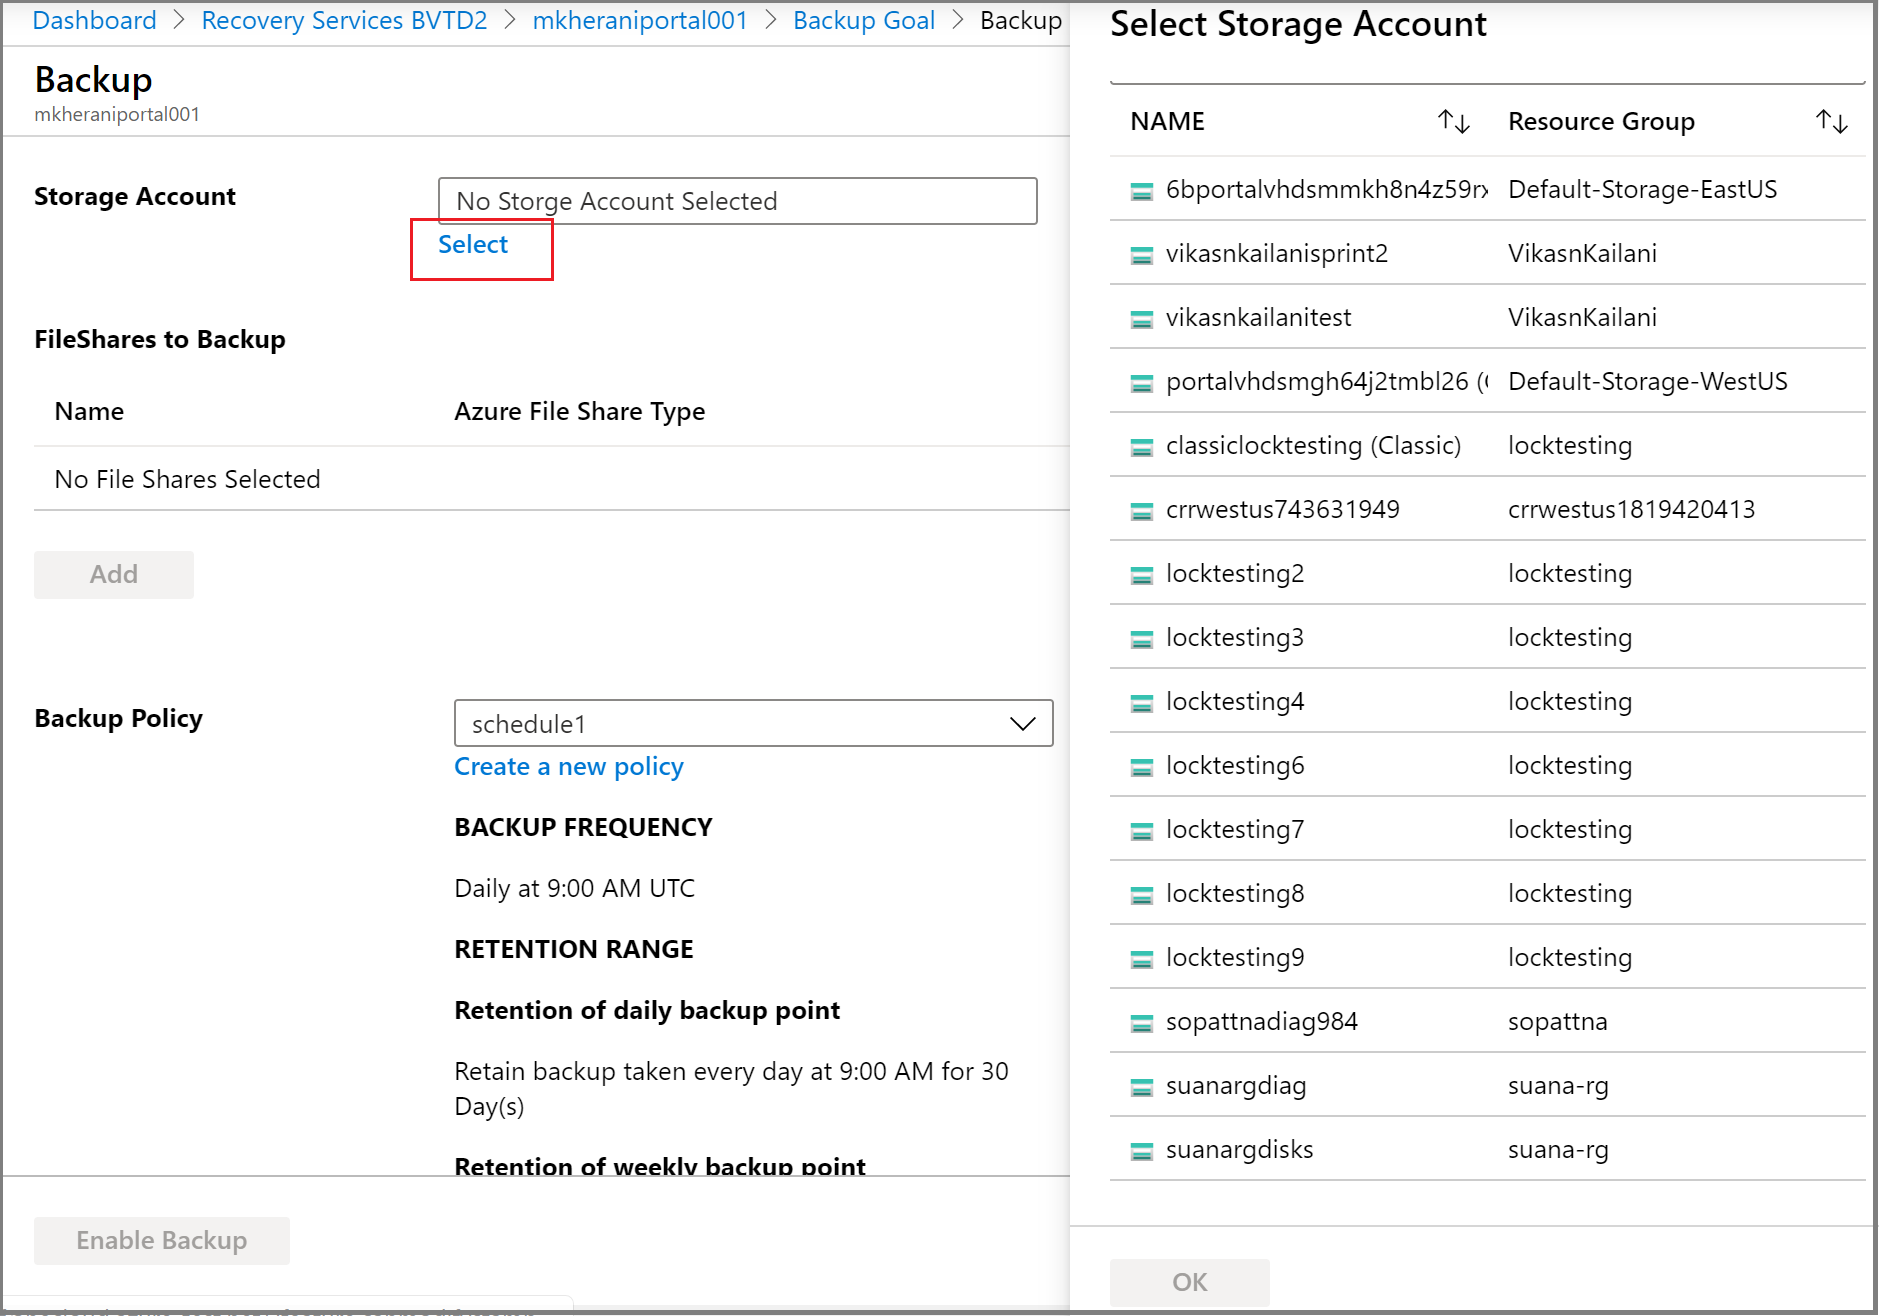 Dashboard > Recovery Services BVTD2 > mkheraniportal001 > Backup Goal > Backup
Backup
mkheraniportal001
Storage Account
No Storge Account Selected
Select
FileShares to Backup
Name Azure File Share Type
No File Shares Selected
Add
Backup Policy
schedule1
Create a new policy
BACKUP FREQUENCY
Daily at 9:00 AM UTC
RETENTION RANGE
Retention of daily backup point
Retain backup taken every day at 9:00 AM for 30
Day(s)
Retention of weekly backup point
Enable Backup
Select Storage Account
NAME Resource Group
6bportalvhdsmmkh8n4z59rx Default-Storage-EastUS
vikasnkailanisprint2 VikasnKailani
vikasnkailanitest VikasnKailani
portalvhdsmgh64j2tmbl26 Default-Storage-WestUS
classiclocktesting (Classic) locktesting
crrwestus743631949 crrwestus1819420413
locktesting2 locktesting
locktesting3 locktesting
locktesting4 locktesting
locktesting6 locktesting
locktesting7 locktesting
locktesting8 locktesting
locktesting9 locktesting
sopattnadiag984 sopattna
suanargdiag suana-rg
suanargdisks suana-rg
OK